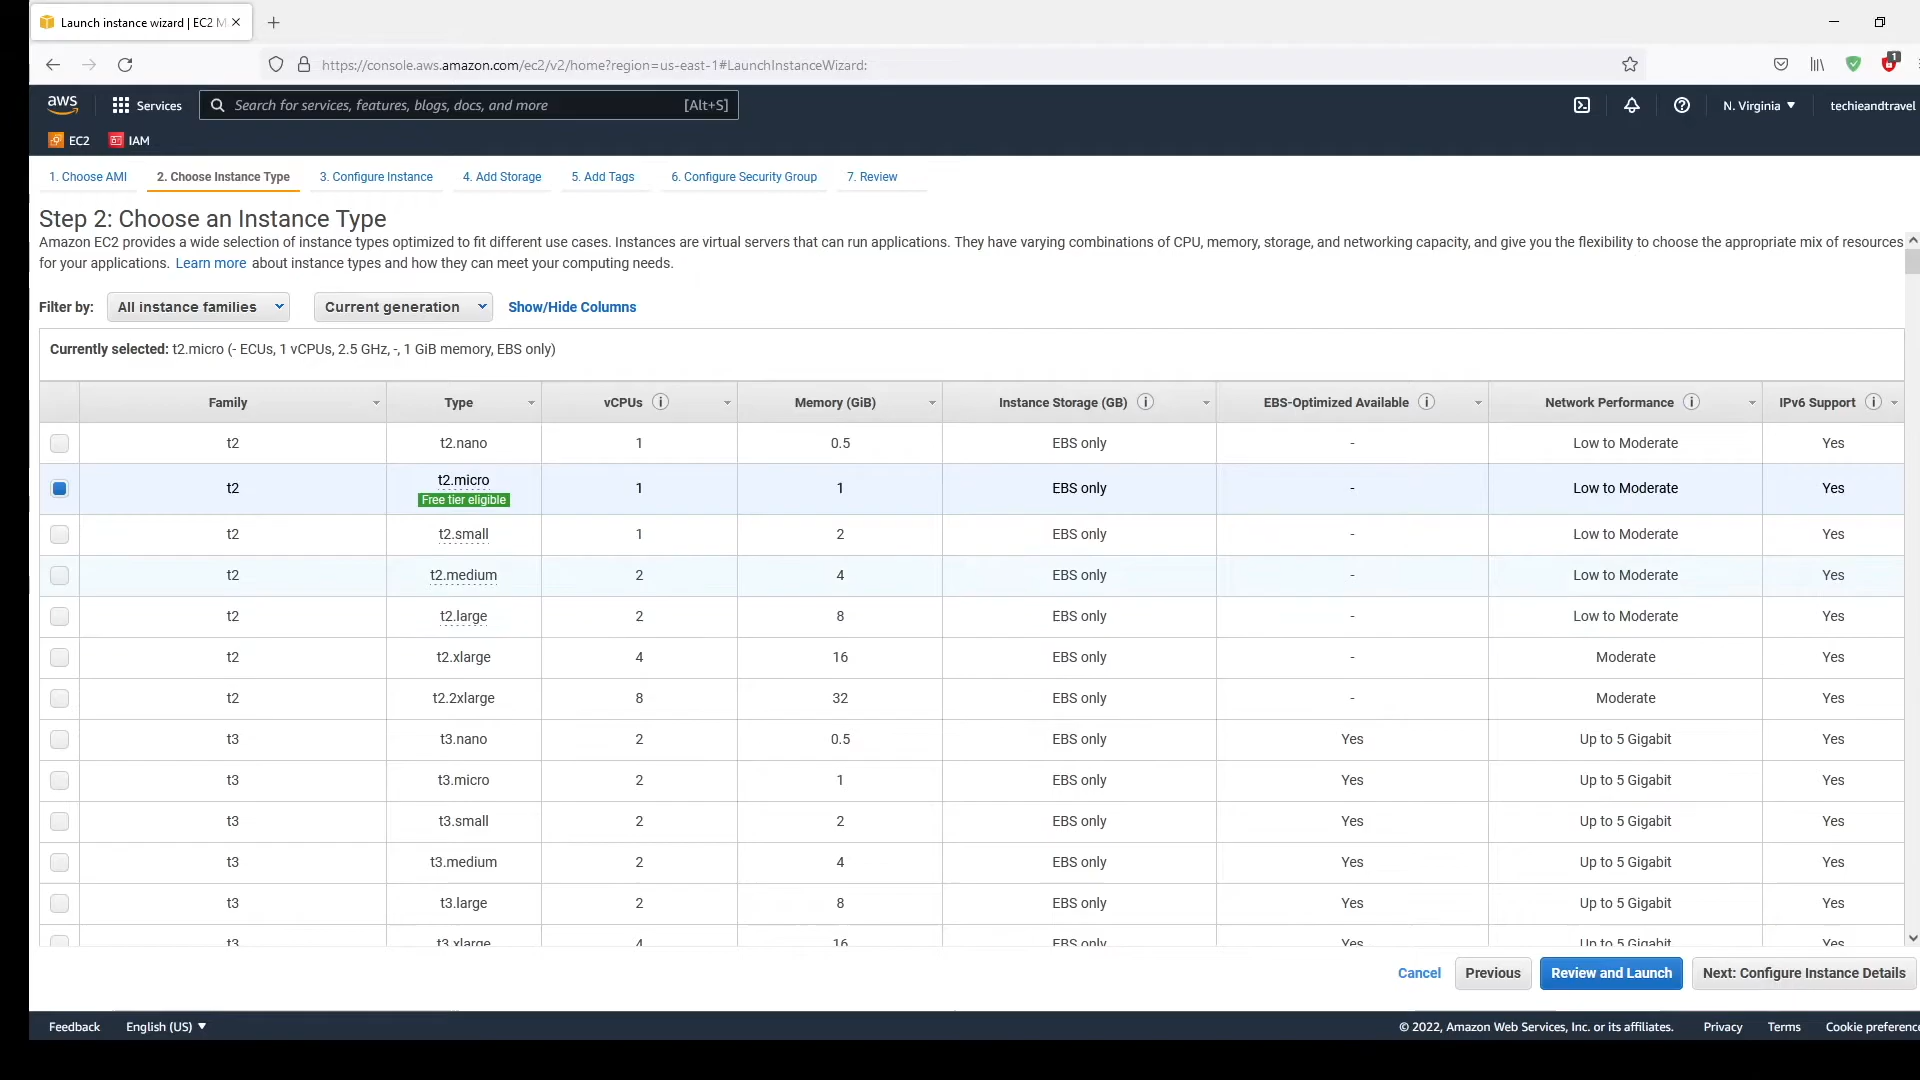 Launch instance wizard | EC2 M
https://console.aws.amazon.com/ec2/v2/home?region=us-east-1#LaunchInstanceWizard:
1
aws Services Search for services, features, blogs, docs, and more [Alt+S] N. Virginia techieandtravel
EC2 IAM
1. Choose AMI 2. Choose Instance Type 3. Configure Instance 4. Add Storage 5. Add Tags 6. Configure Security Group 7. Review
Step 2: Choose an Instance Type
Amazon EC2 provides a wide selection of instance types optimized to fit different use cases. Instances are virtual servers that can run applications. They have varying combinations of CPU, memory, storage, and networking capacity, and give you the flexibility to choose the appropriate mix of resources
for your applications. Learn more about instance types and how they can meet your computing needs.
Filter by: All instance families Current generation Show/Hide Columns
Currently selected: t2.micro (- ECUs, 1 vCPUs, 2.5 GHz, -, 1 GiB memory, EBS only)
Family Type vCPUs Memory (GiB) Instance Storage (GB) EBS-Optimized Available Network Performance IPv6 Support
t2 t2.nano 1 0.5 EBS only - Low to Moderate Yes
t2 t2.micro 1 1 EBS only - Low to Moderate Yes
Free tier eligible
t2 t2.small 1 2 EBS only - Low to Moderate Yes
t2 t2.medium 2 4 EBS only - Low to Moderate Yes
t2 t2.large 2 8 EBS only - Low to Moderate Yes
t2 t2.xlarge 4 16 EBS only - Moderate Yes
t2 t2.2xlarge 8 32 EBS only - Moderate Yes
t3 t3.nano 2 0.5 EBS only Yes Up to 5 Gigabit Yes
t3 t3.micro 2 1 EBS only Yes Up to 5 Gigabit Yes
t3 t3.small 2 2 EBS only Yes Up to 5 Gigabit Yes
t3 t3.medium 2 4 EBS only Yes Up to 5 Gigabit Yes
t3 t3.large 2 8 EBS only Yes Up to 5 Gigabit Yes
t3 t3.xlarge 4 16 EBS only Yes Up to 5 Gigabit Yes
Cancel Previous Review and Launch Next: Configure Instance Details
Feedback English (US) © 2022, Amazon Web Services, Inc. or its affiliates. Privacy Terms Cookie preference